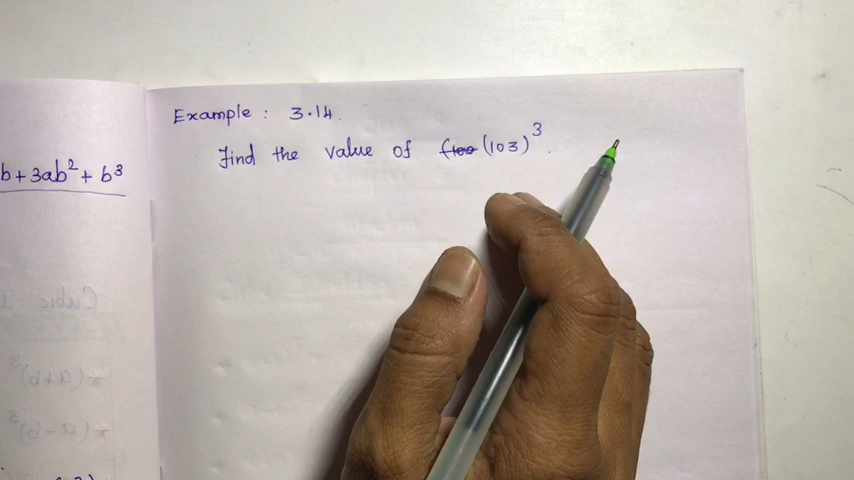 Example : 3.14.
Find the value of (103)³.
b + 3ab² + b³